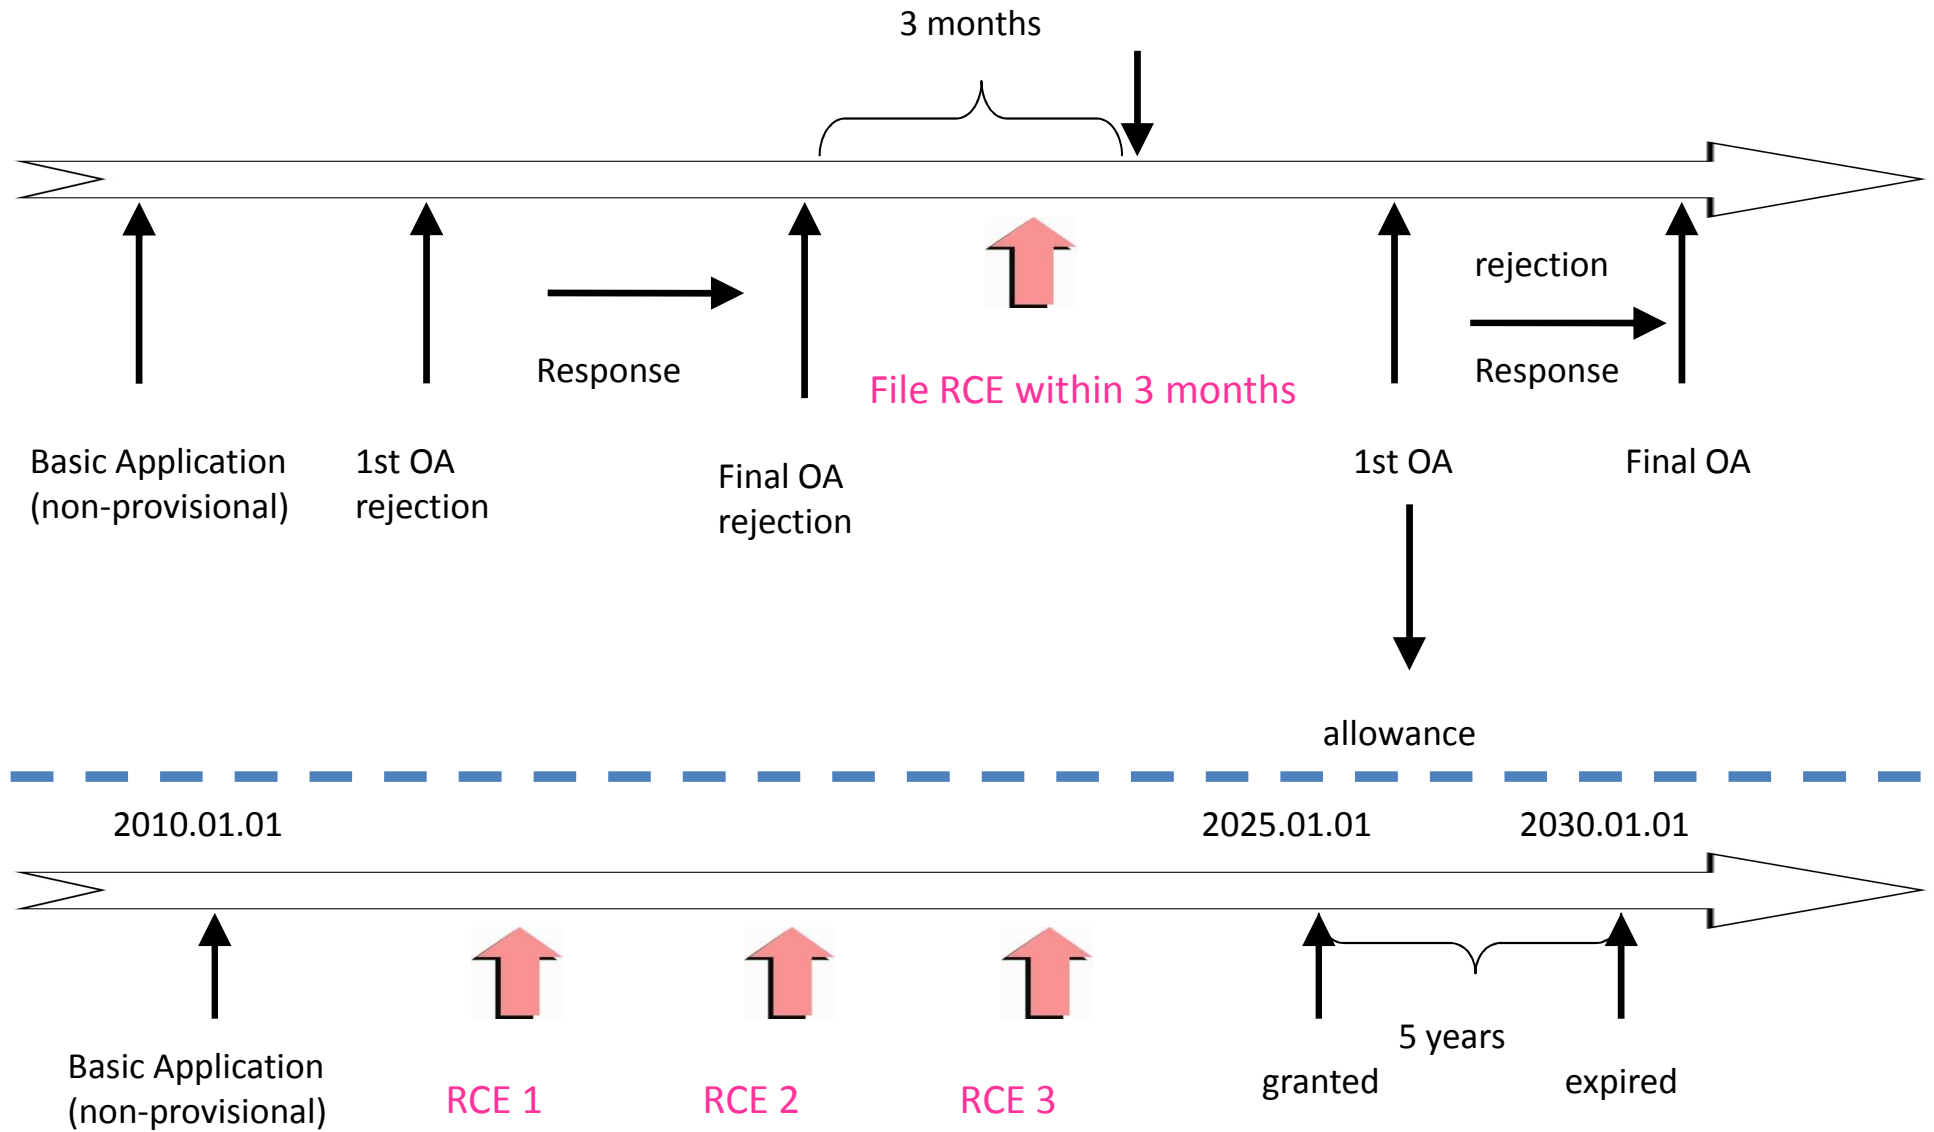 3 months
rejection
Response
Response
File RCE within 3 months
Basic Application
(non-provisional)
1st OA
rejection
Final OA
rejection
1st OA
Final OA
allowance
2010.01.01
2025.01.01
2030.01.01
5 years
Basic Application
(non-provisional)
RCE 1
RCE 2
RCE 3
granted
expired